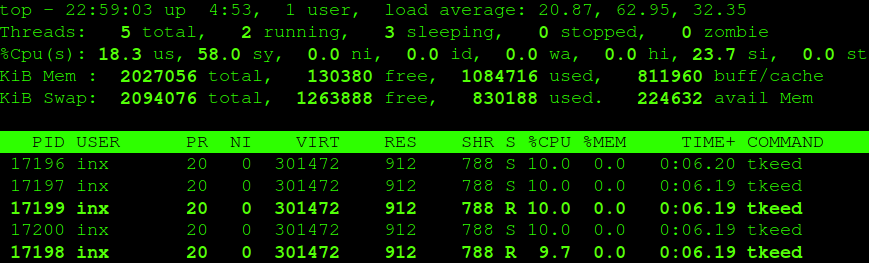 top - 22:59:03 up  4:53,  1 user,  load average: 20.87, 62.95, 32.35
Threads:   5 total,   2 running,   3 sleeping,   0 stopped,   0 zombie
%Cpu(s): 18.3 us, 58.0 sy,  0.0 ni,  0.0 id,  0.0 wa,  0.0 hi, 23.7 si,  0.0 st
KiB Mem :  2027056 total,   130380 free,  1084716 used,   811960 buff/cache
KiB Swap:  2094076 total,  1263888 free,   830188 used.   224632 avail Mem
PID USER      PR  NI    VIRT    RES    SHR S %CPU %MEM     TIME+ COMMAND
17196 inx       20   0  301472    912    788 S 10.0  0.0   0:06.20 tkeed
17197 inx       20   0  301472    912    788 S 10.0  0.0   0:06.19 tkeed
17199 inx       20   0  301472    912    788 R 10.0  0.0   0:06.19 tkeed
17200 inx       20   0  301472    912    788 S 10.0  0.0   0:06.19 tkeed
17198 inx       20   0  301472    912    788 R  9.7  0.0   0:06.19 tkeed